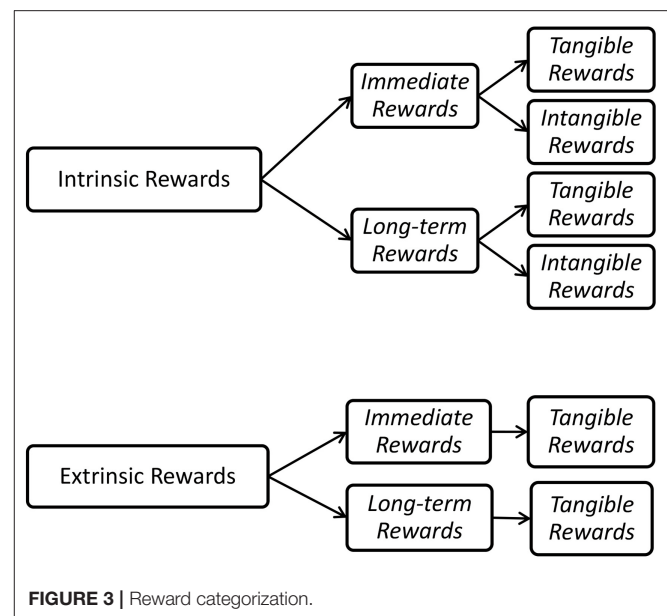 Tangible
Rewards
Immediate
Rewards
Intangible
Rewards
Intrinsic Rewards
Tangible
Rewards
Long-term
Rewards
Intangible
Rewards
Immediate
Rewards
Tangible
Rewards
Extrinsic Rewards
Long-term
Rewards
Tangible
Rewards
FIGURE 3 | Reward categorization.